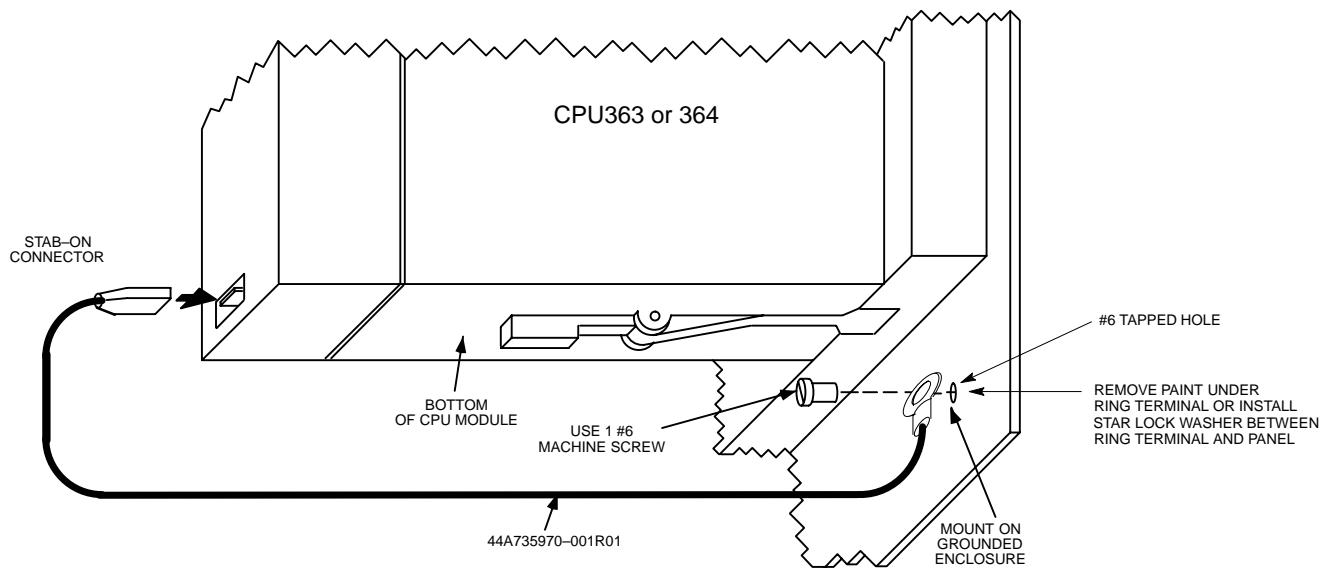 CPU363 or 364
STAB–ON
CONNECTOR
#6 TAPPED HOLE
REMOVE PAINT UNDER
RING TERMINAL OR INSTALL
STAR LOCK WASHER BETWEEN
RING TERMINAL AND PANEL
BOTTOM
OF CPU MODULE
USE 1 #6
MACHINE SCREW
44A735970–001R01
MOUNT ON
GROUNDED
ENCLOSURE